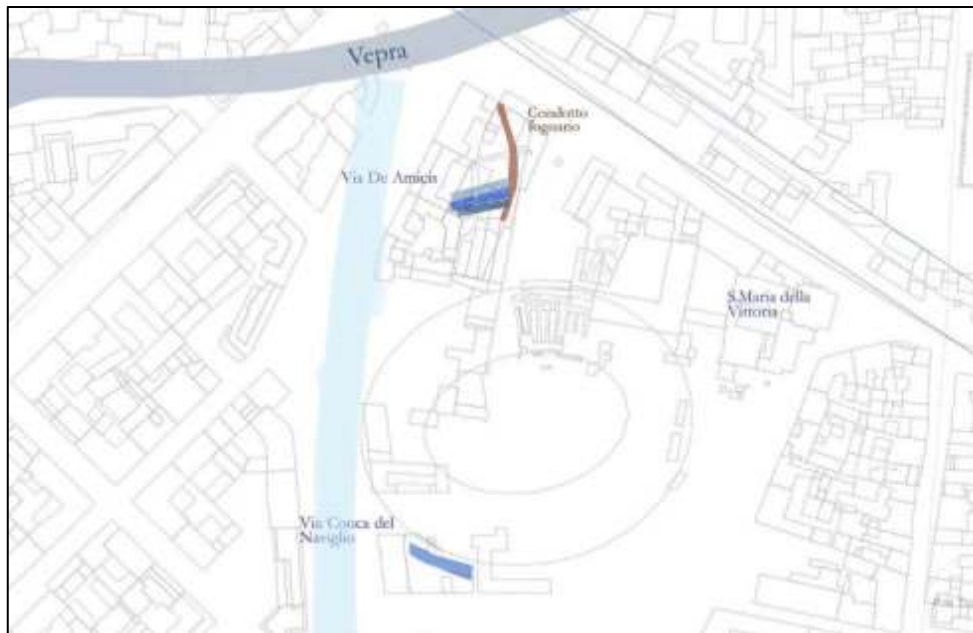 Vepra
Condotto
fognario
Via De Amicis
S.Maria della
Vittoria
Via Conca del
Naviglio